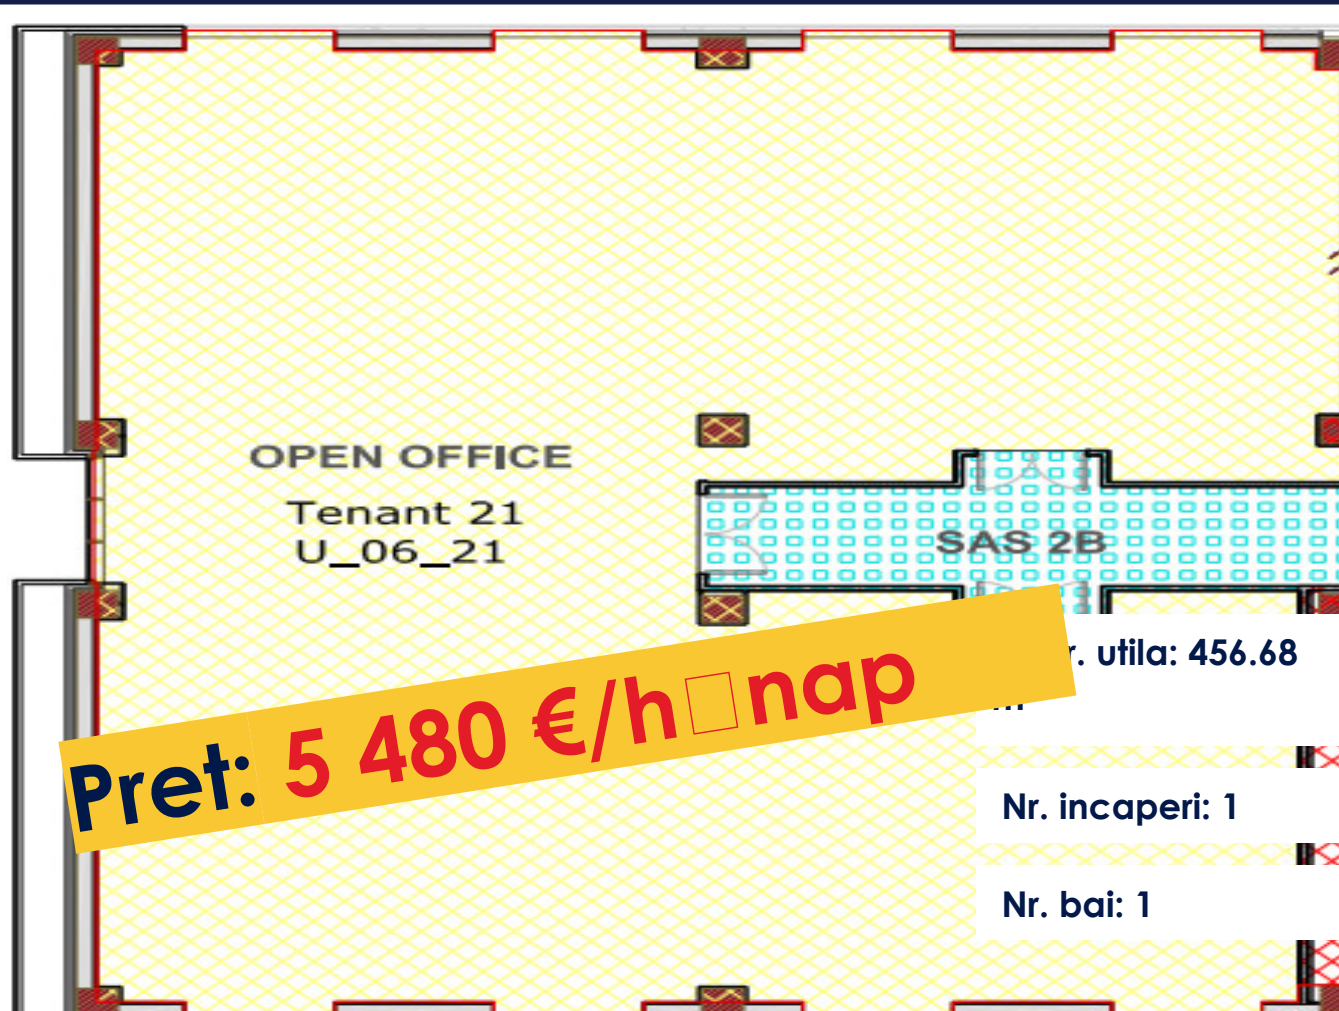 OPEN OFFICE
Tenant 21
U_06_21
SAS 2B
r. utila: 456.68
Pret: 5 480 €/h□nap
Nr. incaperi: 1
Nr. bai: 1